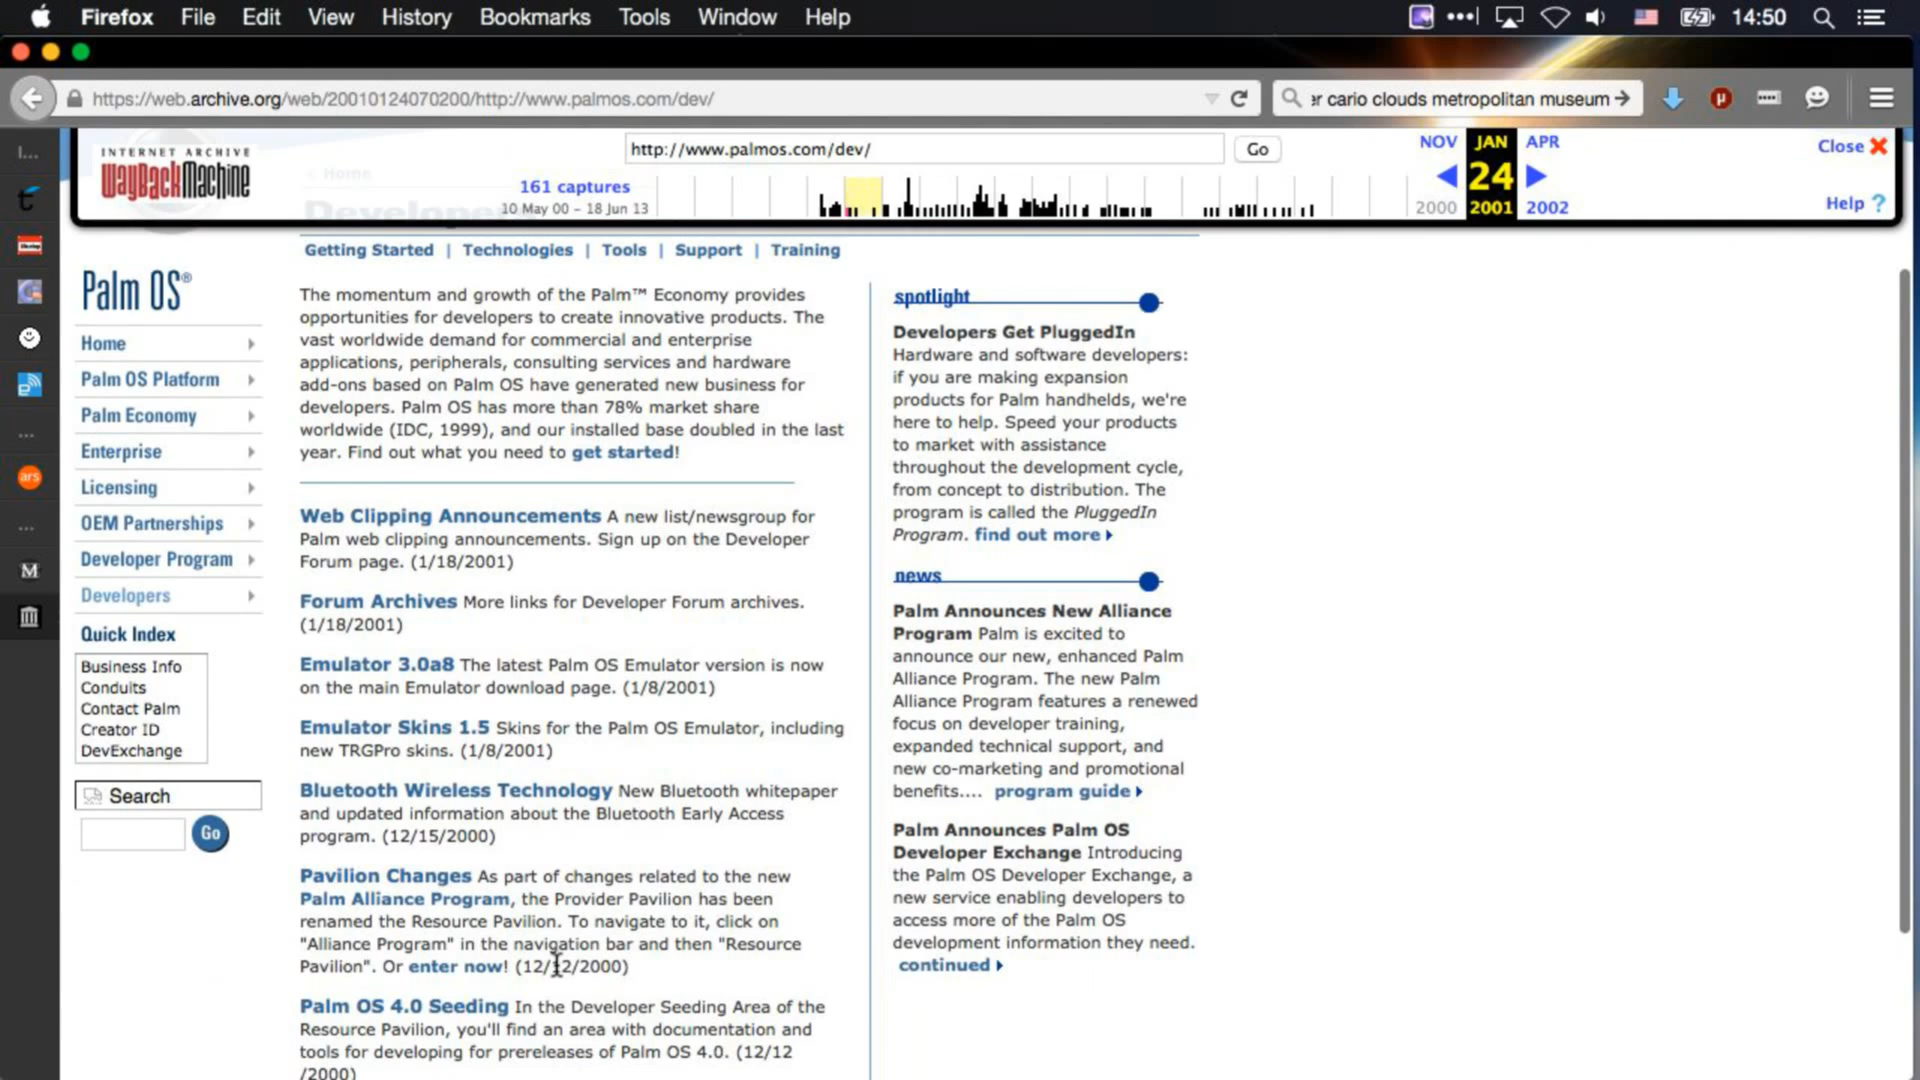 Firefox File Edit View History Bookmarks Tools Window Help 14:50
https://web.archive.org/web/20010124070200/http://www.palmos.com/dev/
er cario clouds metropolitan museum
INTERNET ARCHIVE
WayBackMachine
http://www.palmos.com/dev/ Go
161 captures
10 May 00 – 18 Jun 13
NOV JAN APR
24
2000 2001 2002
Close
Help ?
Home
Developers
Getting Started | Technologies | Tools | Support | Training
Palm OS®
Home
Palm OS Platform
Palm Economy
Enterprise
Licensing
OEM Partnerships
Developer Program
Developers
Quick Index
Business Info
Conduits
Contact Palm
Creator ID
DevExchange
Search
Go
The momentum and growth of the Palm™ Economy provides
opportunities for developers to create innovative products. The
vast worldwide demand for commercial and enterprise
applications, peripherals, consulting services and hardware
add-ons based on Palm OS have generated new business for
developers. Palm OS has more than 78% market share
worldwide (IDC, 1999), and our installed base doubled in the last
year. Find out what you need to get started!
Web Clipping Announcements A new list/newsgroup for
Palm web clipping announcements. Sign up on the Developer
Forum page. (1/18/2001)
Forum Archives More links for Developer Forum archives.
(1/18/2001)
Emulator 3.0a8 The latest Palm OS Emulator version is now
on the main Emulator download page. (1/8/2001)
Emulator Skins 1.5 Skins for the Palm OS Emulator, including
new TRGPro skins. (1/8/2001)
Bluetooth Wireless Technology New Bluetooth whitepaper
and updated information about the Bluetooth Early Access
program. (12/15/2000)
Pavilion Changes As part of changes related to the new
Palm Alliance Program, the Provider Pavilion has been
renamed the Resource Pavilion. To navigate to it, click on
"Alliance Program" in the navigation bar and then "Resource
Pavilion". Or enter now! (12/12/2000)
Palm OS 4.0 Seeding In the Developer Seeding Area of the
Resource Pavilion, you'll find an area with documentation and
tools for developing for prereleases of Palm OS 4.0. (12/12
/2000)
spotlight
Developers Get PluggedIn
Hardware and software developers:
if you are making expansion
products for Palm handhelds, we're
here to help. Speed your products
to market with assistance
throughout the development cycle,
from concept to distribution. The
program is called the PluggedIn
Program. find out more
news
Palm Announces New Alliance
Program Palm is excited to
announce our new, enhanced Palm
Alliance Program. The new Palm
Alliance Program features a renewed
focus on developer training,
expanded technical support, and
new co-marketing and promotional
benefits.... program guide
Palm Announces Palm OS
Developer Exchange Introducing
the Palm OS Developer Exchange, a
new service enabling developers to
access more of the Palm OS
development information they need.
continued